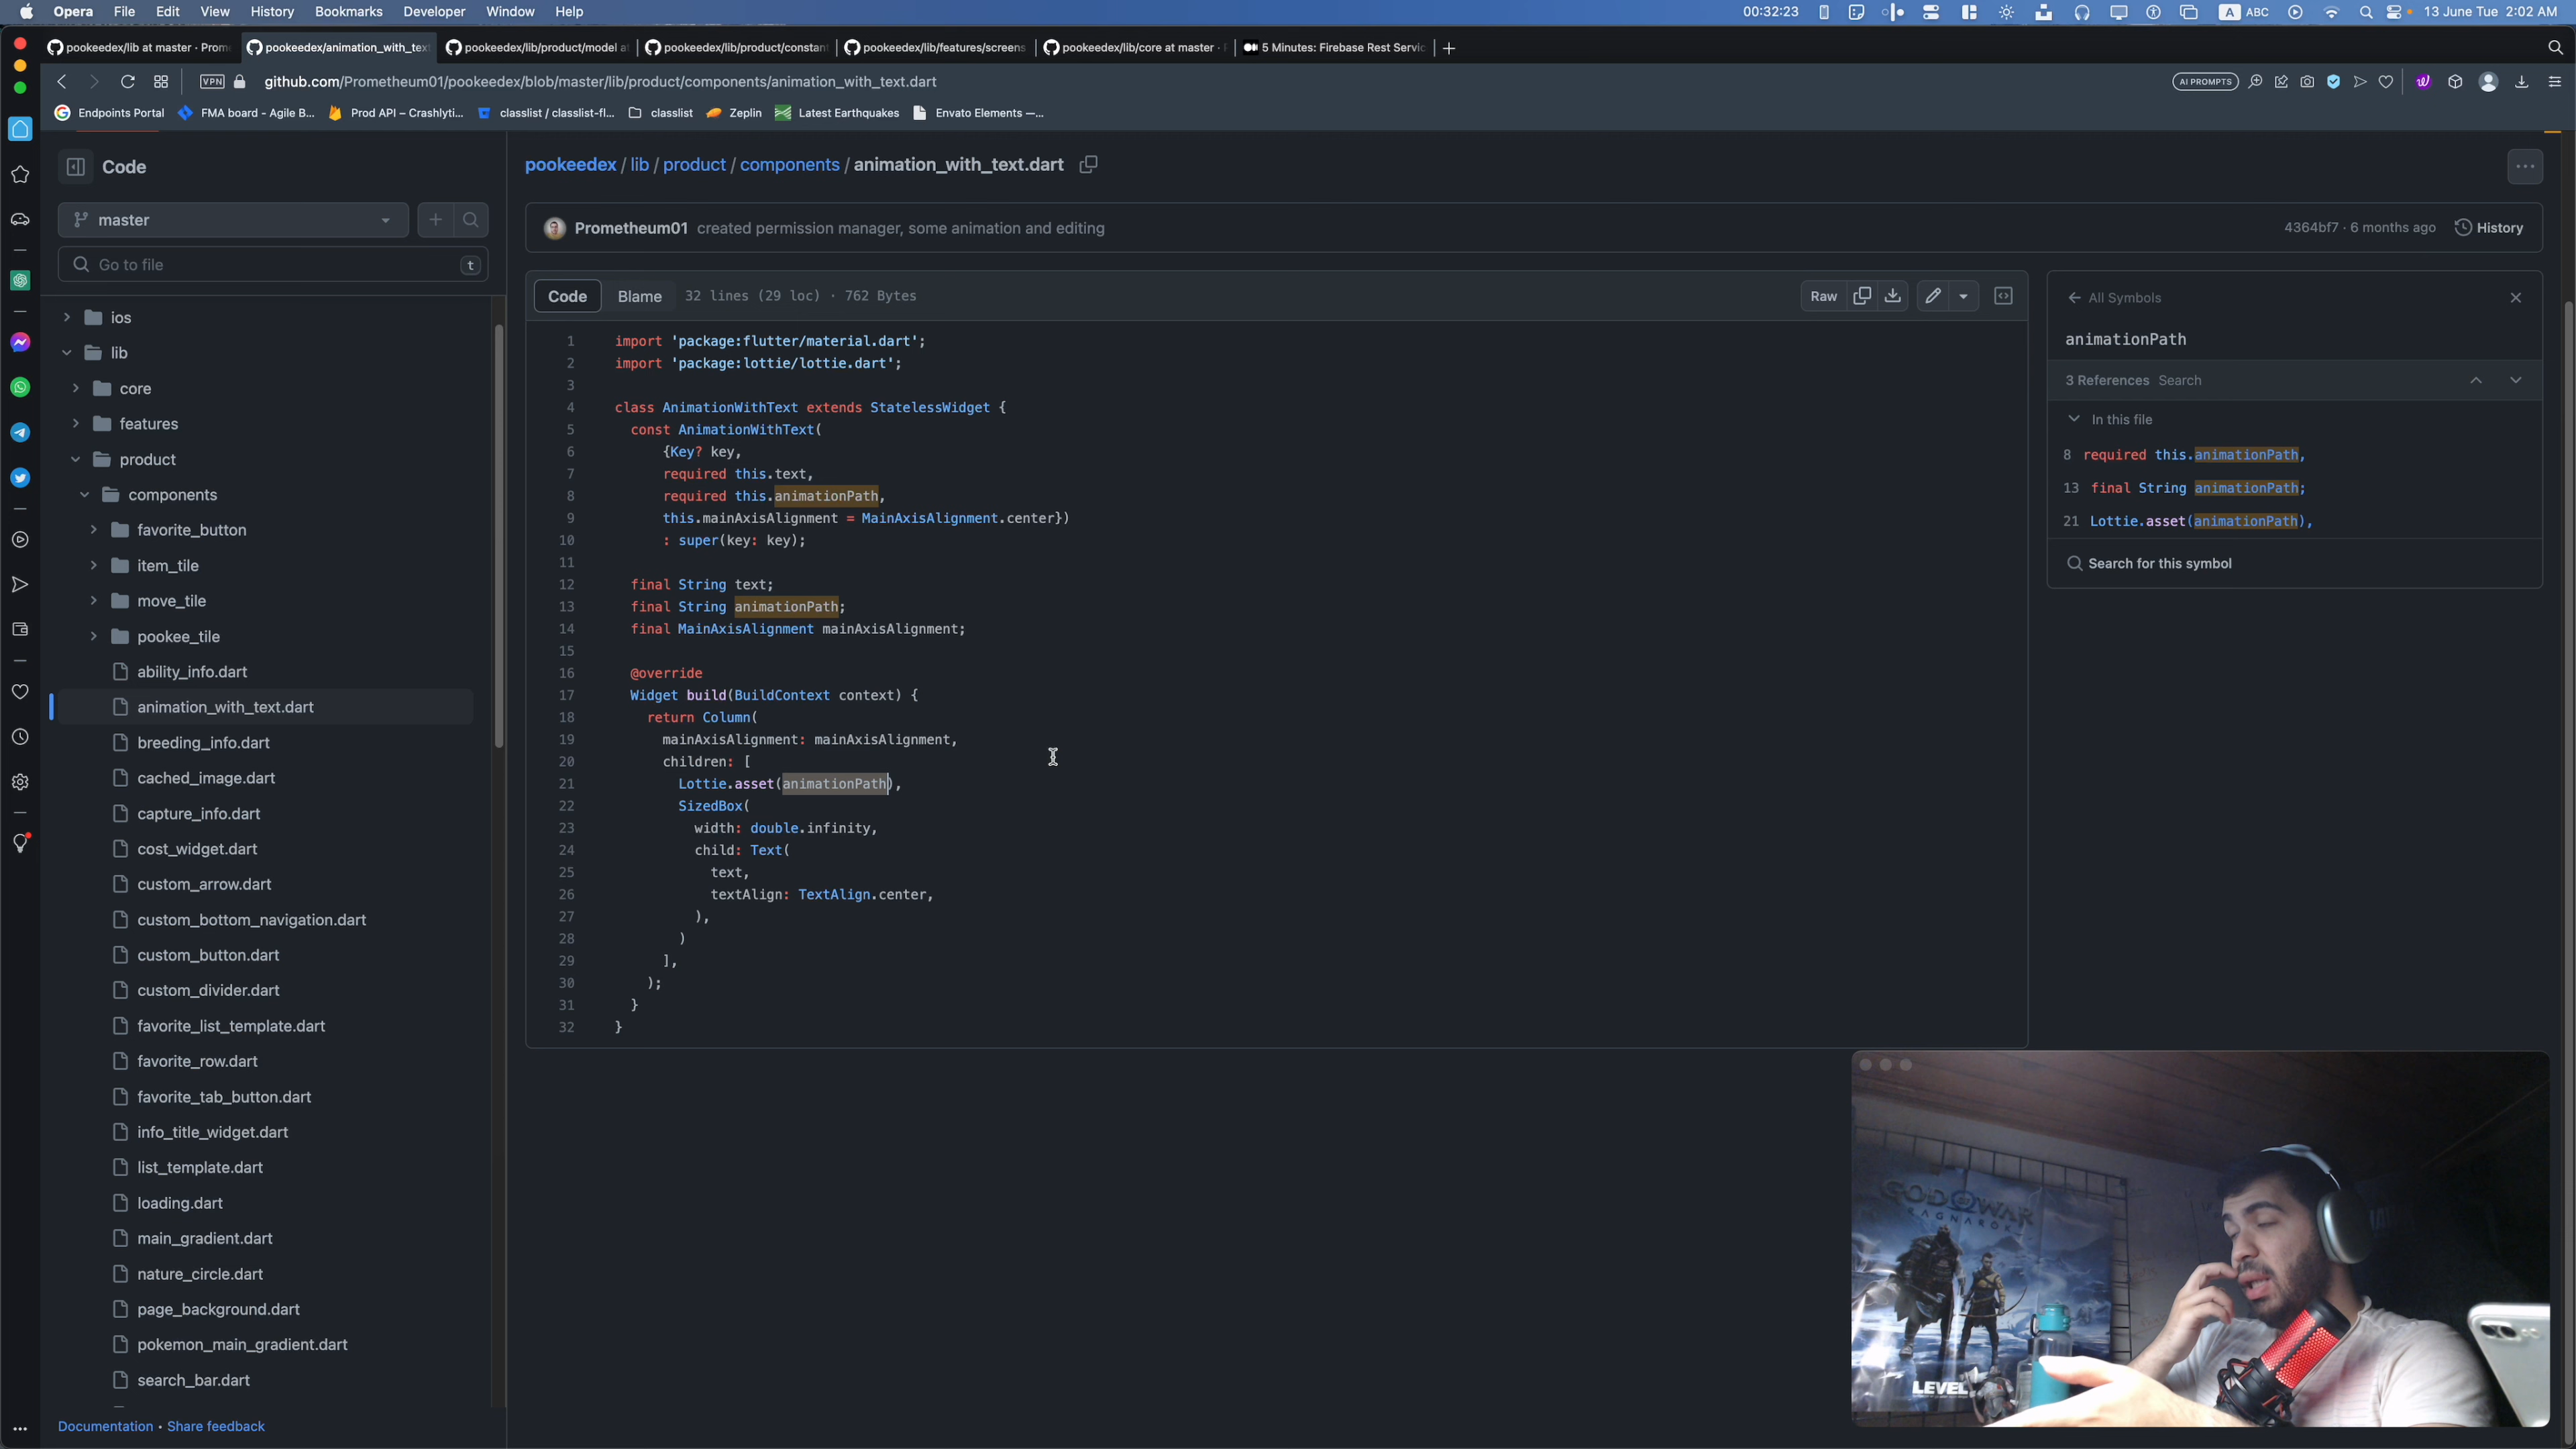 Opera File Edit View History Bookmarks Developer Window Help 00:32:23 A ABC 13 June Tue 2:02 AM
pookeedex/lib at master · Prom pookeedex/animation_with_tex pookeedex/lib/product/model a pookeedex/lib/product/constan pookeedex/lib/features/screens pookeedex/lib/core at master · 5 Minutes: Firebase Rest Servic
VPN github.com/Prometheum01/pookeedex/blob/master/lib/product/components/animation_with_text.dart AI PROMPTS
Endpoints Portal FMA board - Agile B... Prod API – Crashlyti... classlist / classlist-fl... classlist Zeplin Latest Earthquakes Envato Elements —...
Code
master
Go to file t
ios
lib
core
features
product
components
favorite_button
item_tile
move_tile
pookee_tile
ability_info.dart
animation_with_text.dart
breeding_info.dart
cached_image.dart
capture_info.dart
cost_widget.dart
custom_arrow.dart
custom_bottom_navigation.dart
custom_button.dart
custom_divider.dart
favorite_list_template.dart
favorite_row.dart
favorite_tab_button.dart
info_title_widget.dart
list_template.dart
loading.dart
main_gradient.dart
nature_circle.dart
page_background.dart
pokemon_main_gradient.dart
search_bar.dart
Documentation · Share feedback
pookeedex / lib / product / components / animation_with_text.dart
Prometheum01 created permission manager, some animation and editing 4364bf7 · 6 months ago History
Code Blame 32 lines (29 loc) · 762 Bytes Raw
1 import 'package:flutter/material.dart';
2 import 'package:lottie/lottie.dart';
3
4 class AnimationWithText extends StatelessWidget {
5 const AnimationWithText(
6 {Key? key,
7 required this.text,
8 required this.animationPath,
9 this.mainAxisAlignment = MainAxisAlignment.center})
10 : super(key: key);
11
12 final String text;
13 final String animationPath;
14 final MainAxisAlignment mainAxisAlignment;
15
16 @override
17 Widget build(BuildContext context) {
18 return Column(
19 mainAxisAlignment: mainAxisAlignment,
20 children: [
21 Lottie.asset(animationPath),
22 SizedBox(
23 width: double.infinity,
24 child: Text(
25 text,
26 textAlign: TextAlign.center,
27 ),
28 )
29 ],
30 );
31 }
32 }
All Symbols
animationPath
3 References Search
In this file
8 required this.animationPath,
13 final String animationPath;
21 Lottie.asset(animationPath),
Search for this symbol
GOD OF WAR
RAGNARÖK
LEVEL